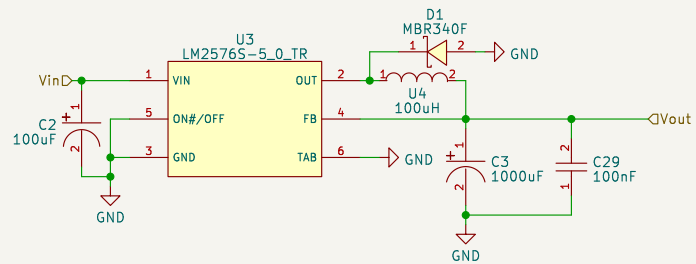 D1
MBR340F
1 2 GND
U3
LM2576S-5_0_TR
Vin 1 VIN OUT 2 1 2
U4
100uH
1 5 ON#/OFF FB 4 Vout
C2
100uF
2 3 GND TAB 6 GND
1 C3
1000uF
2
2 C29
100nF
1
GND
GND